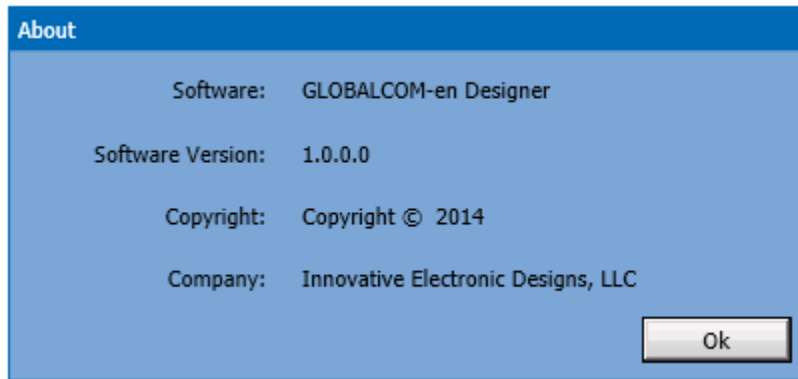 About
Software: GLOBALCOM-en Designer
Software Version: 1.0.0.0
Copyright: Copyright © 2014
Company: Innovative Electronic Designs, LLC
Ok